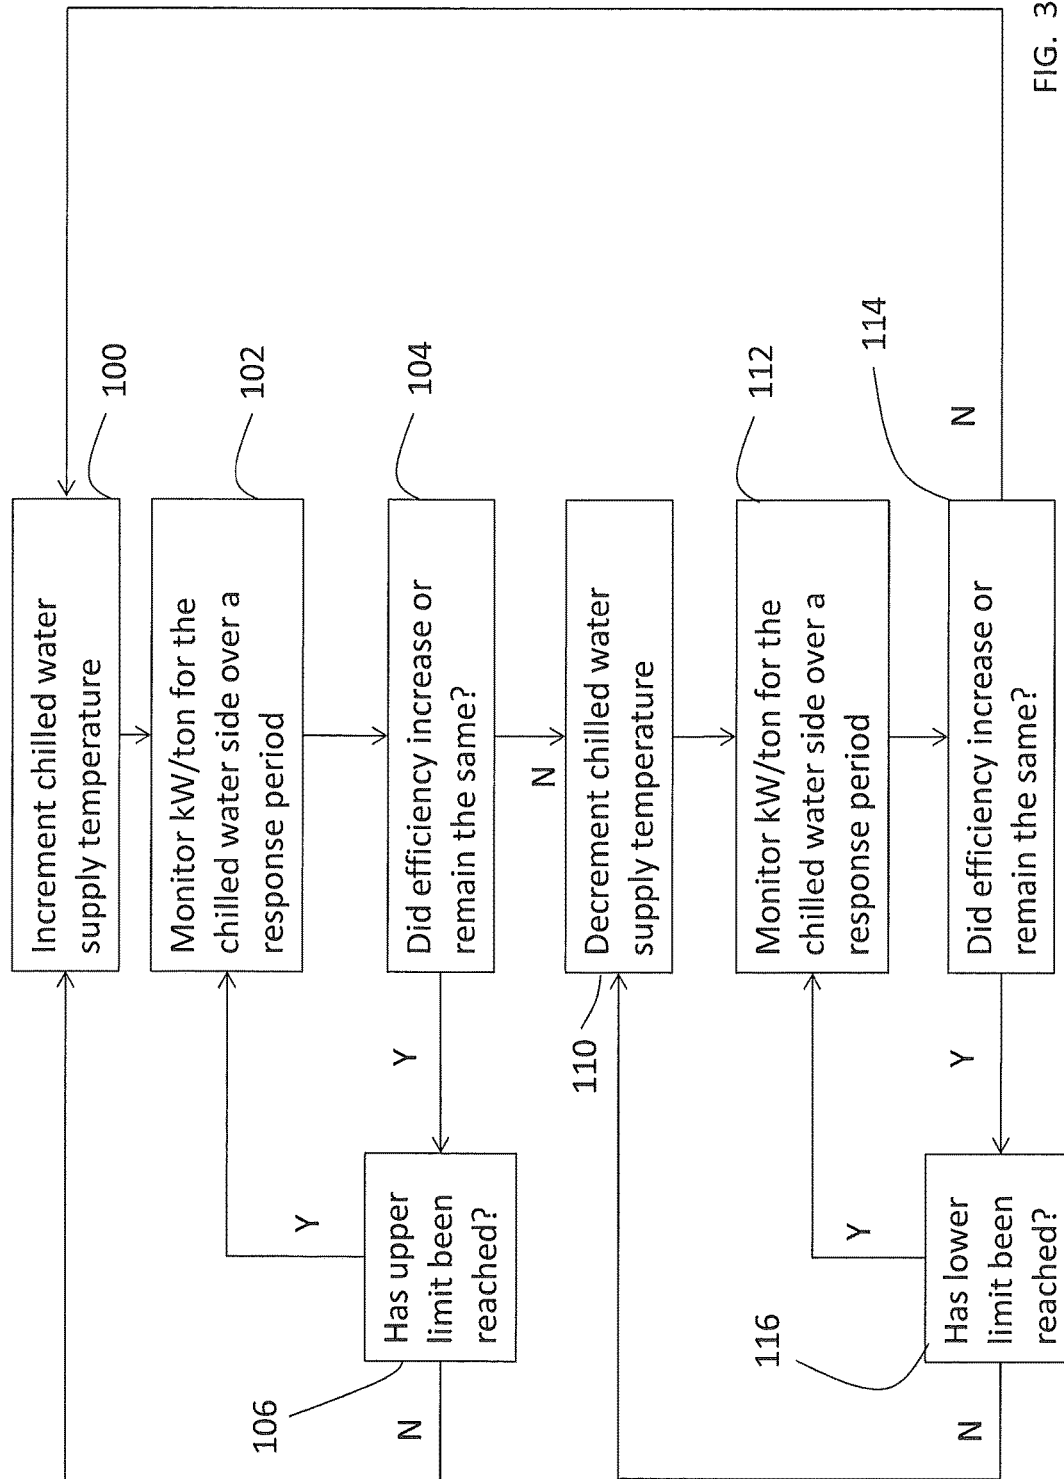 Increment chilled water
supply temperature
100
Monitor kW/ton for the
chilled water side over a
response period
102
Did efficiency increase or
remain the same?
104
Y
N
Has upper
limit been
reached?
106
Y
N
Decrement chilled water
supply temperature
110
Monitor kW/ton for the
chilled water side over a
response period
112
Did efficiency increase or
remain the same?
114
Y
N
Has lower
limit been
reached?
116
Y
N
FIG. 3